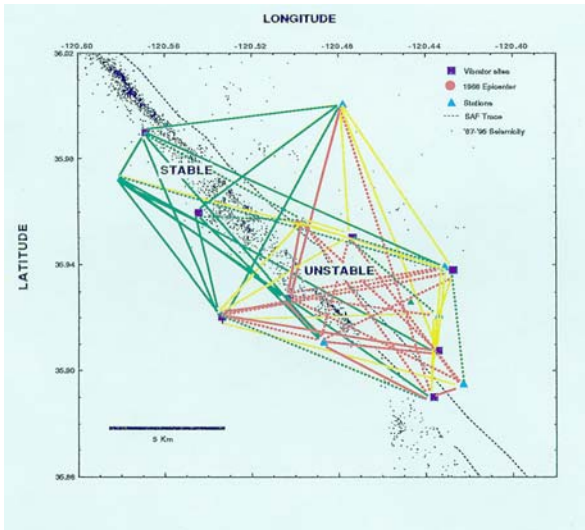 LONGITUDE
-120.60 -120.56 -120.52 -120.48 -120.44 -120.40
36.02
Vibrator sites
1966 Epicenter
Stations
SAF Trace
'87-'95 Seismicity
STABLE
35.98
LATITUDE
35.94
UNSTABLE
35.90
5 Km
35.86